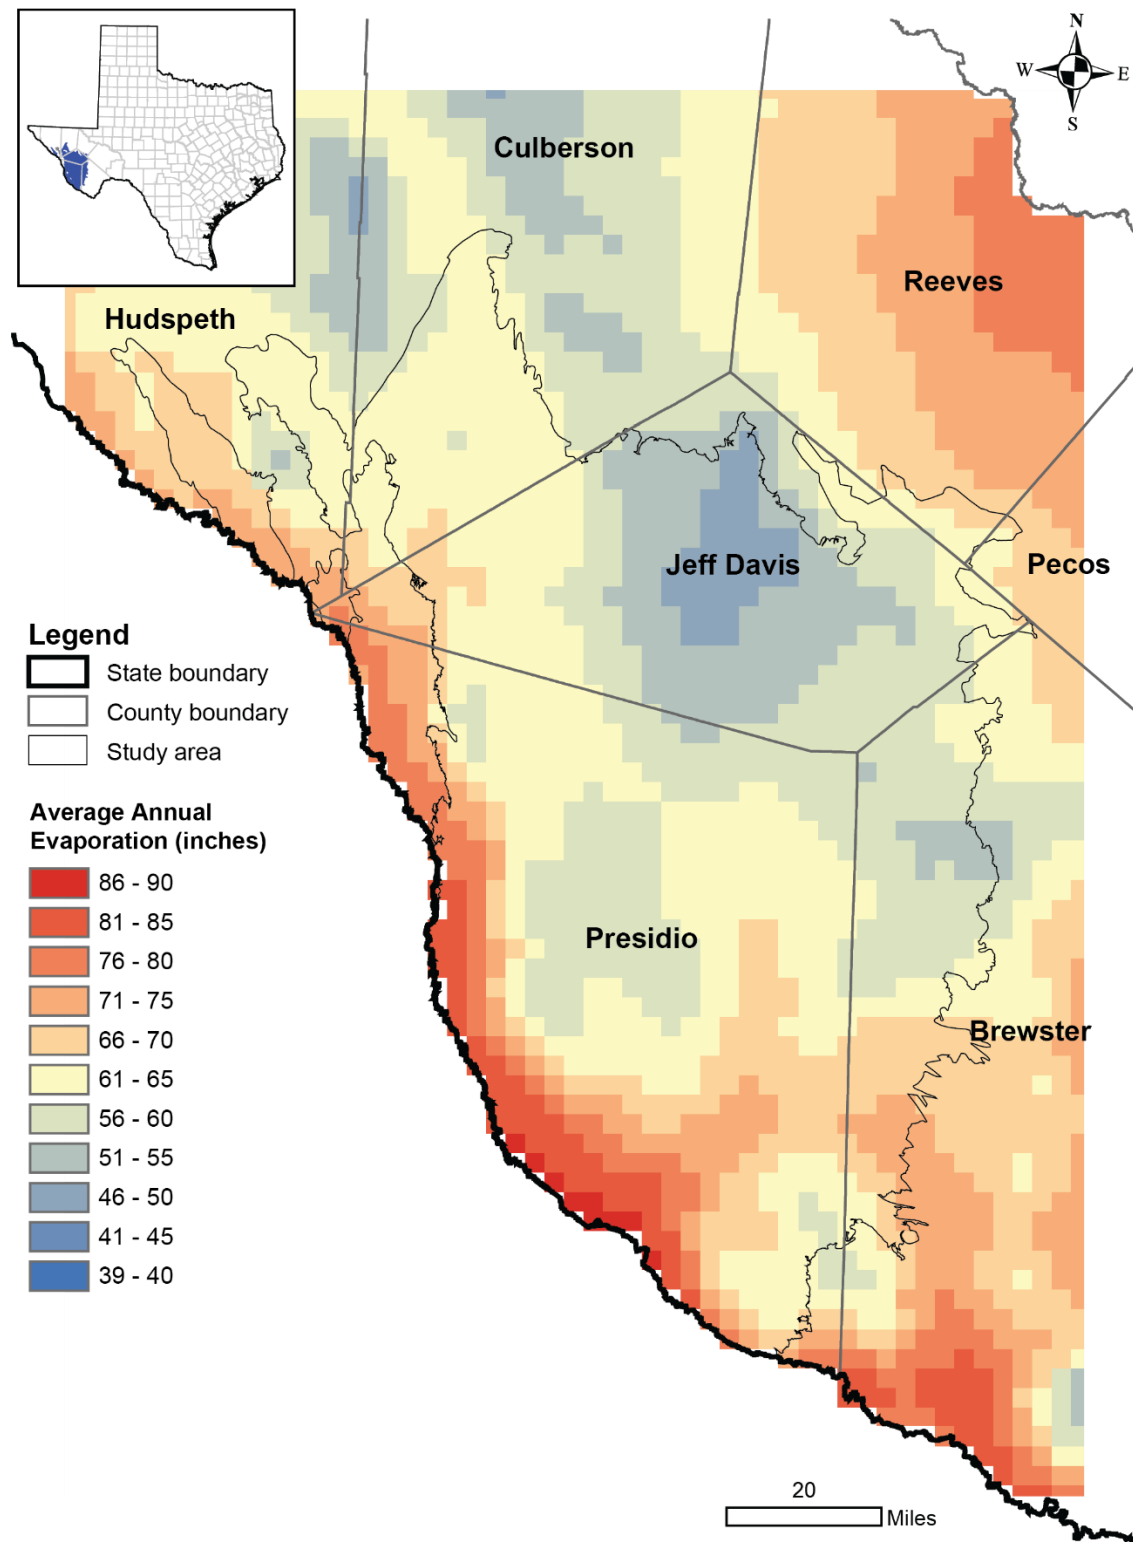 N
W
E
S
Culberson
Reeves
Hudspeth
Jeff Davis
Pecos
Legend
State boundary
County boundary
Study area
Average Annual
Evaporation (inches)
86 - 90
81 - 85
76 - 80
71 - 75
66 - 70
61 - 65
56 - 60
51 - 55
46 - 50
41 - 45
39 - 40
Presidio
Brewster
20
Miles